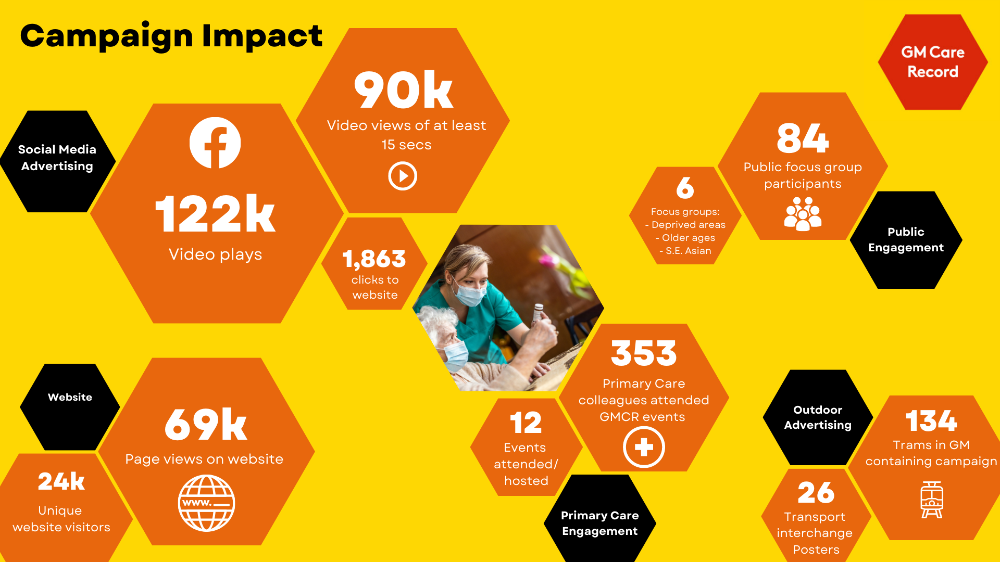 Campaign Impact
GM Care
Record
Social Media
Advertising
122k
Video plays
90k
Video views of at least
15 secs
1,863
clicks to
website
84
Public focus group
participants
6
Focus groups:
- Deprived areas
- Older ages
- S.E. Asian
Public
Engagement
Website
69k
Page views on website
www.
24k
Unique
website visitors
353
Primary Care
colleagues attended
GMCR events
12
Events
attended/
hosted
Primary Care
Engagement
Outdoor
Advertising
134
Trams in GM
containing campaign
26
Transport
interchange
Posters